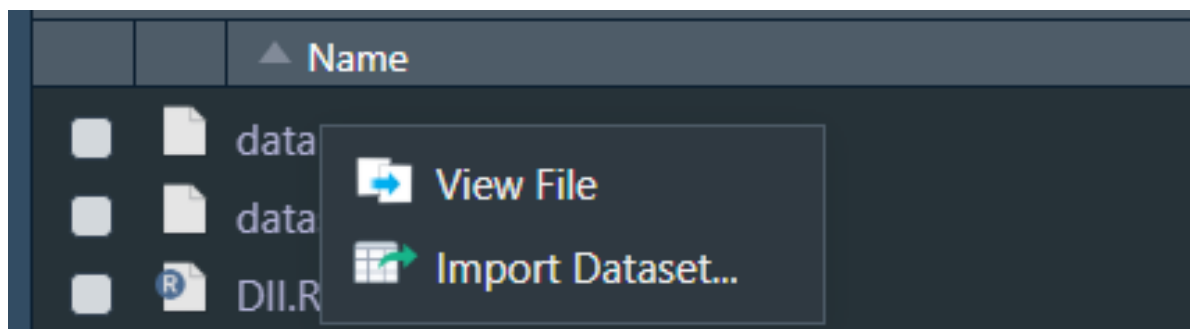 Name
data
View File
data
Import Dataset...
R DII.R